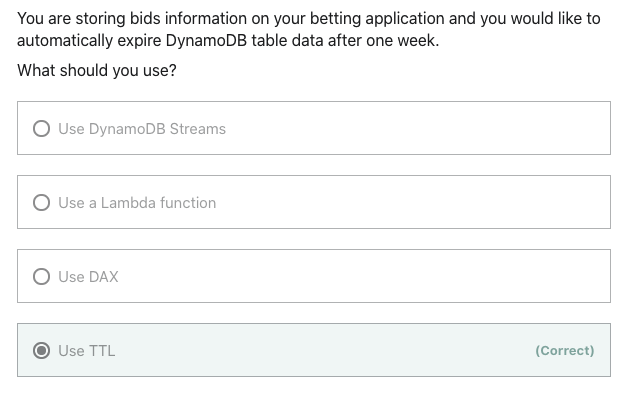 You are storing bids information on your betting application and you would like to
automatically expire DynamoDB table data after one week.
What should you use?
Use DynamoDB Streams
Use a Lambda function
Use DAX
Use TTL (Correct)